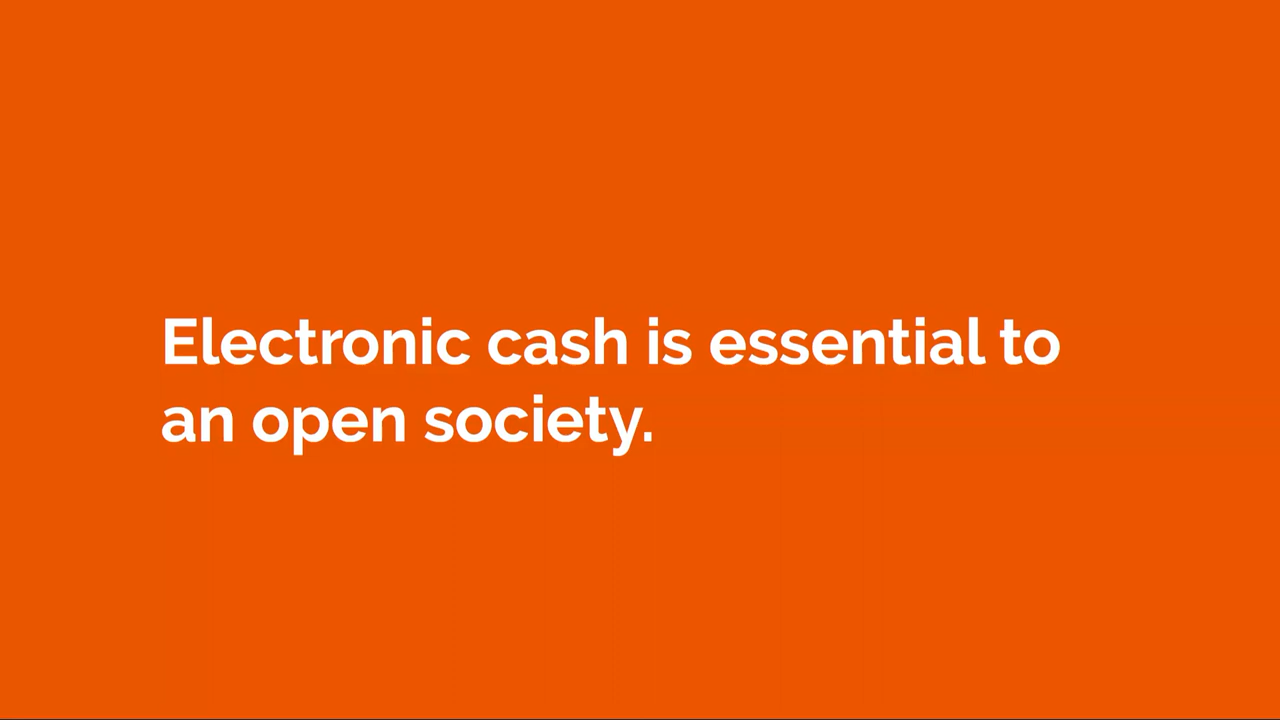 Electronic cash is essential to
an open society.